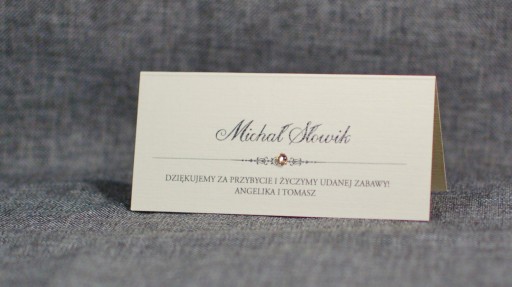 Michał Słowik
DZIĘKUJEMY ZA PRZYBYCIE I ŻYCZYMY UDANEJ ZABAWY!
ANGELIKA I TOMASZ